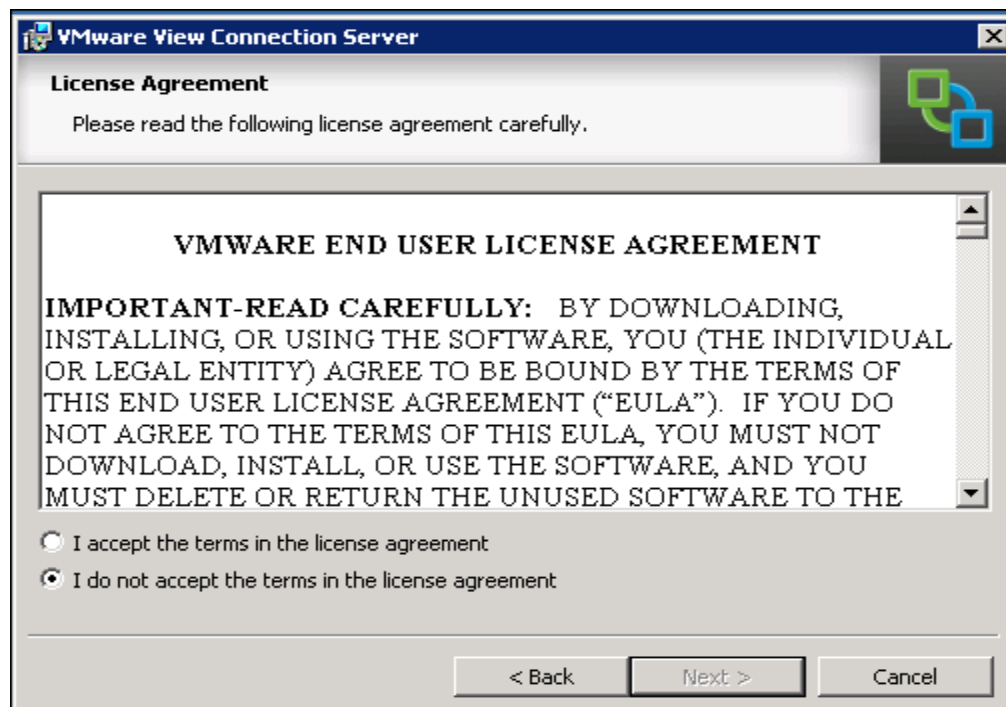 VMware View Connection Server
License Agreement
Please read the following license agreement carefully.
VMWARE END USER LICENSE AGREEMENT
IMPORTANT-READ CAREFULLY: BY DOWNLOADING,
INSTALLING, OR USING THE SOFTWARE, YOU (THE INDIVIDUAL
OR LEGAL ENTITY) AGREE TO BE BOUND BY THE TERMS OF
THIS END USER LICENSE AGREEMENT (“EULA”). IF YOU DO
NOT AGREE TO THE TERMS OF THIS EULA, YOU MUST NOT
DOWNLOAD, INSTALL, OR USE THE SOFTWARE, AND YOU
MUST DELETE OR RETURN THE UNUSED SOFTWARE TO THE
I accept the terms in the license agreement
I do not accept the terms in the license agreement
< Back Next > Cancel